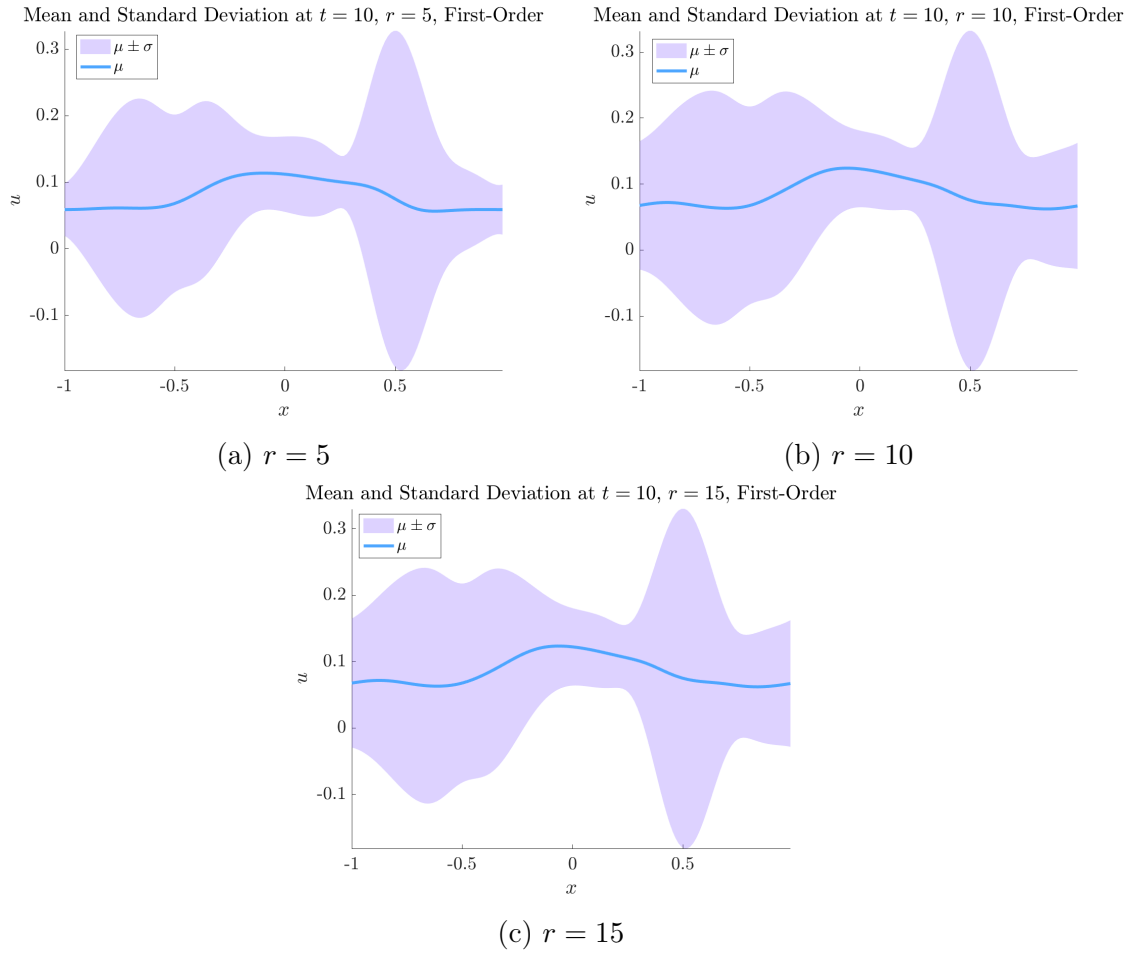 Mean and Standard Deviation at t = 10, r = 5, First-Order
μ ± σ
μ
0.3
0.2
0.1
0
-0.1
u
-1
-0.5
0
0.5
x
(a) r = 5
Mean and Standard Deviation at t = 10, r = 10, First-Order
μ ± σ
μ
0.3
0.2
0.1
0
-0.1
u
-1
-0.5
0
0.5
x
(b) r = 10
Mean and Standard Deviation at t = 10, r = 15, First-Order
μ ± σ
μ
0.3
0.2
0.1
0
-0.1
u
-1
-0.5
0
0.5
x
(c) r = 15